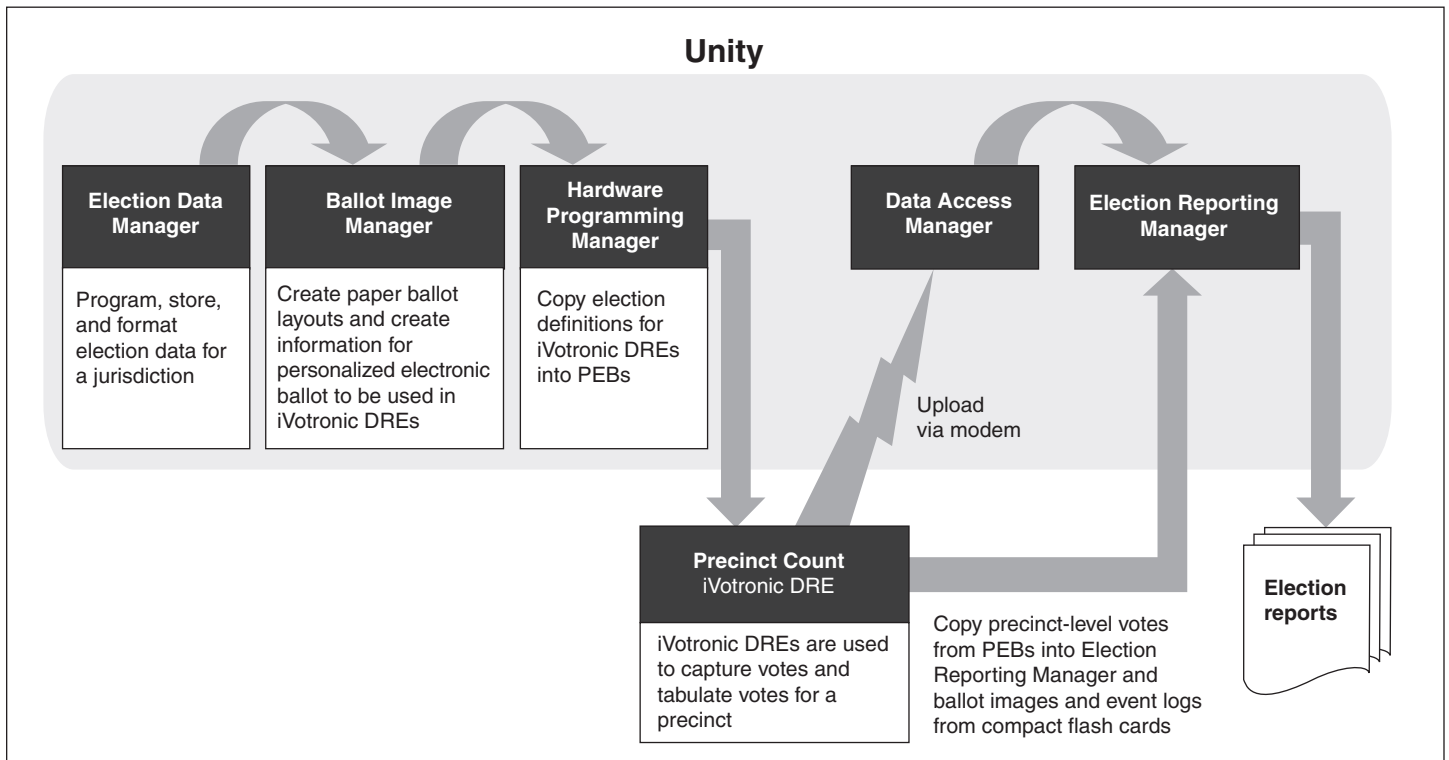 Unity
Election Data
Manager
Program, store,
and format
election data for
a jurisdiction
Ballot Image
Manager
Create paper ballot
layouts and create
information for
personalized electronic
ballot to be used in
iVotronic DREs
Hardware
Programming
Manager
Copy election
definitions for
iVotronic DREs
into PEBs
Data Access
Manager
Election Reporting
Manager
Upload
via modem
Precinct Count
iVotronic DRE
iVotronic DREs are used
to capture votes and
tabulate votes for a
precinct
Copy precinct-level votes
from PEBs into Election
Reporting Manager and
ballot images and event logs
from compact flash cards
Election
reports